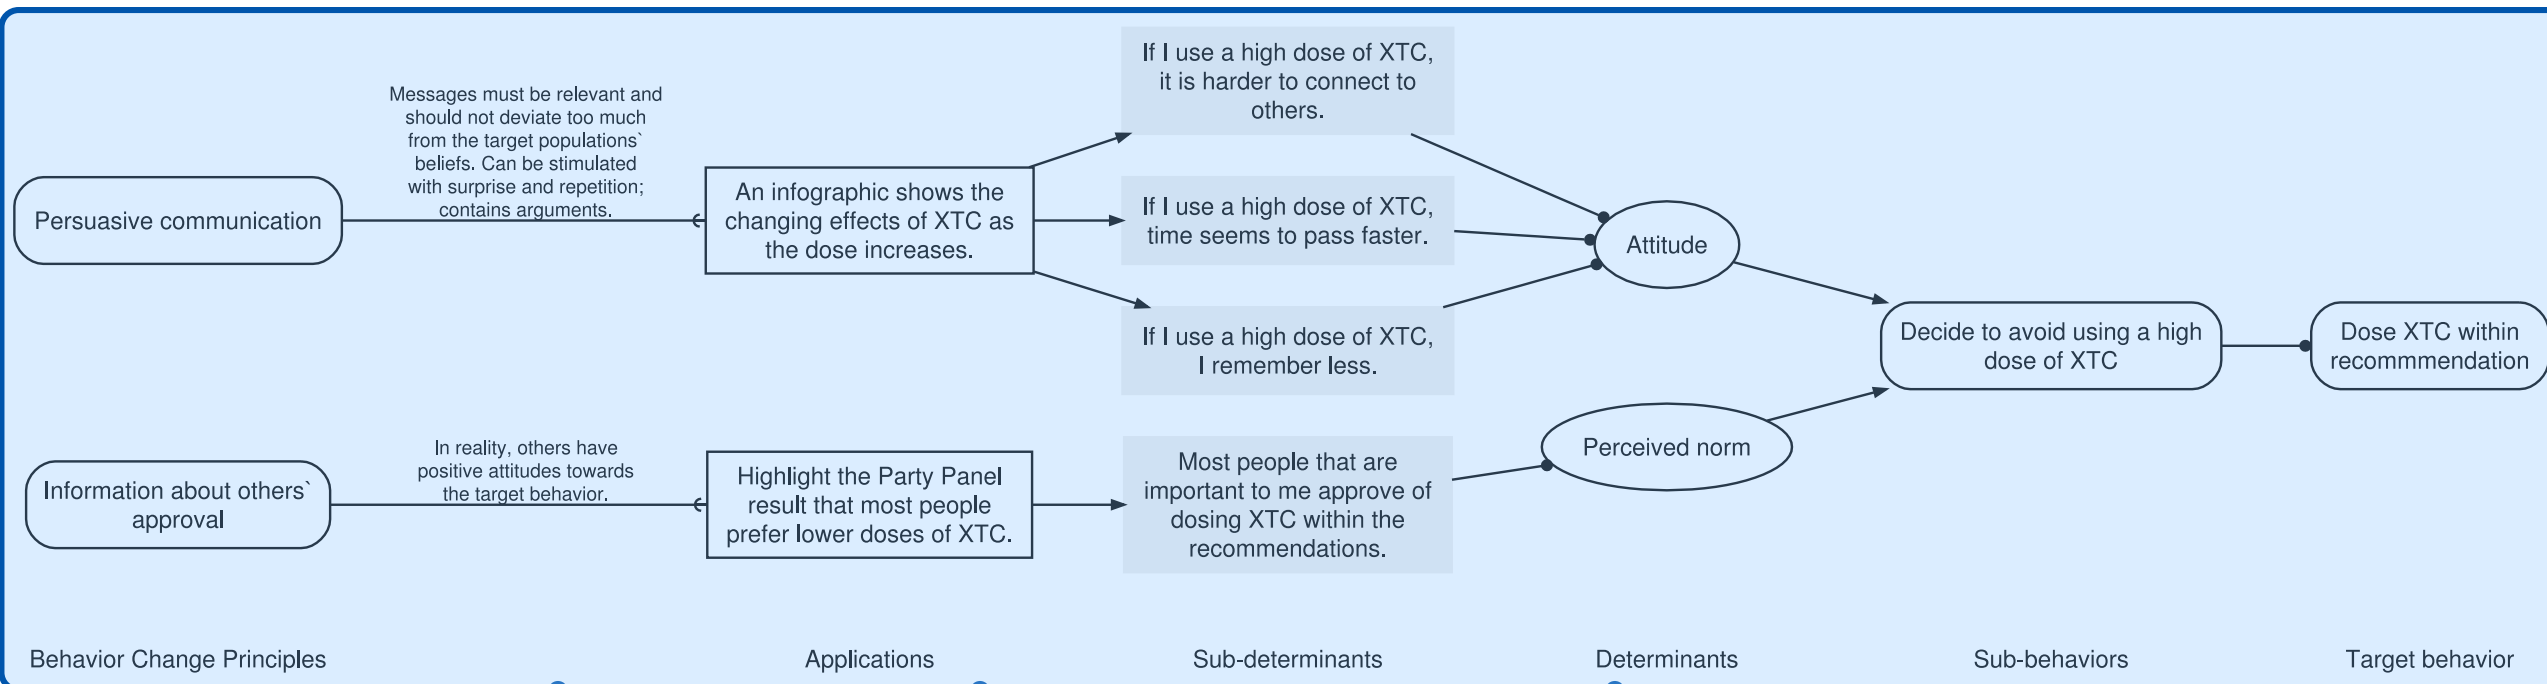 Persuasive communication
Messages must be relevant and
should not deviate too much
from the target populations`
beliefs. Can be stimulated
with surprise and repetition;
contains arguments.
An infographic shows the
changing effects of XTC as
the dose increases.
If I use a high dose of XTC,
it is harder to connect to
others.
If I use a high dose of XTC,
time seems to pass faster.
If I use a high dose of XTC,
I remember less.
Attitude
Decide to avoid using a high
dose of XTC
Dose XTC within
recommmendation
Information about others`
approval
In reality, others have
positive attitudes towards
the target behavior.
Highlight the Party Panel
result that most people
prefer lower doses of XTC.
Most people that are
important to me approve of
dosing XTC within the
recommendations.
Perceived norm
Behavior Change Principles
Applications
Sub-determinants
Determinants
Sub-behaviors
Target behavior